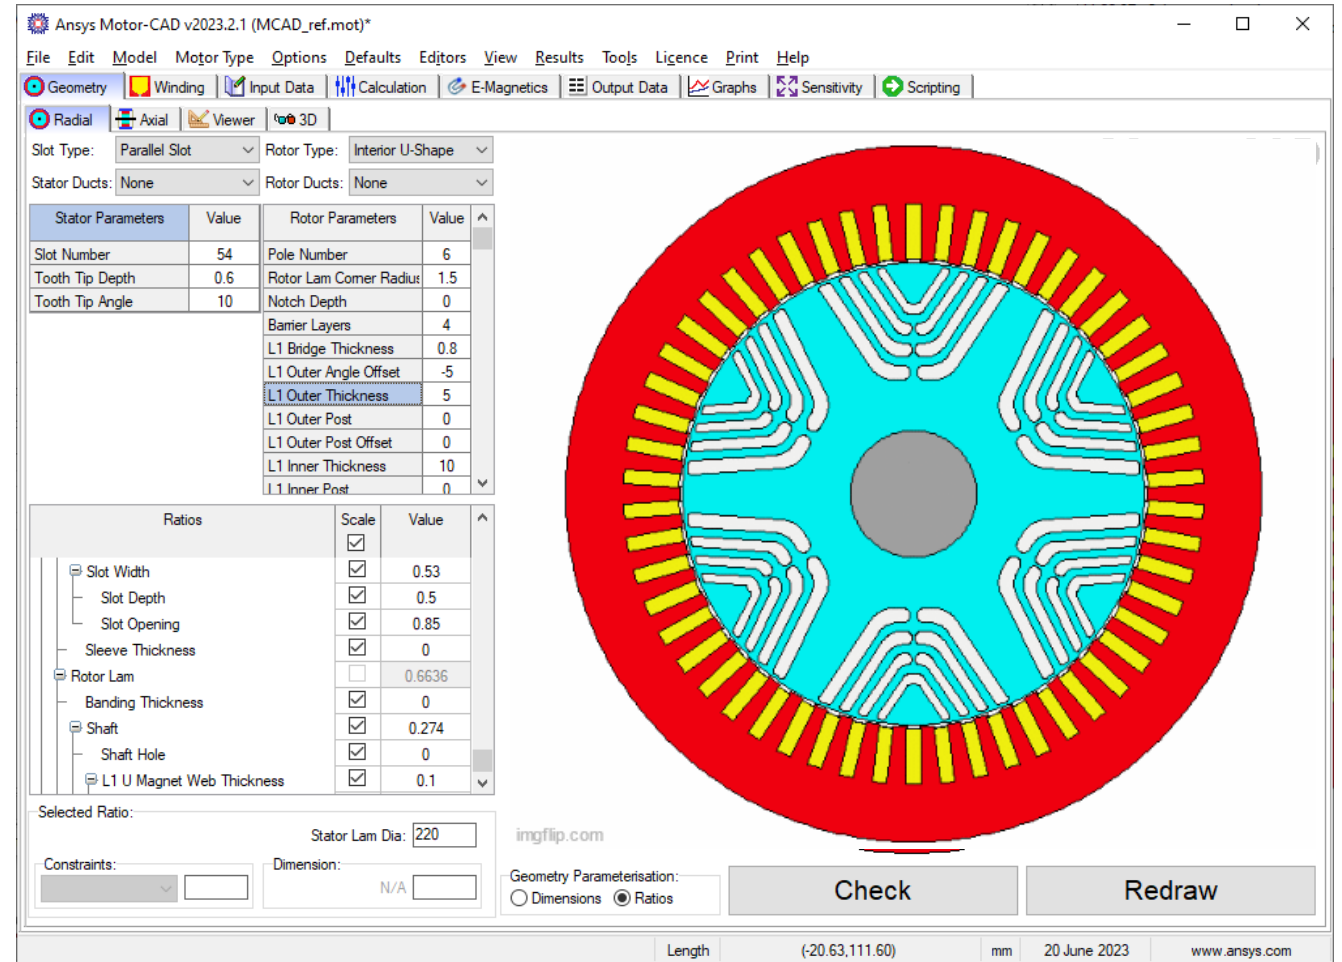 Ansys Motor-CAD v2023.2.1 (MCAD_ref.mot)*
File Edit Model Motor Type Options Defaults Editors View Results Tools Licence Print Help
Geometry Winding Input Data Calculation E-Magnetics Output Data Graphs Sensitivity Scripting
Radial Axial Viewer 3D
Slot Type: Parallel Slot Rotor Type: Interior U-Shape
Stator Ducts: None Rotor Ducts: None
Stator Parameters Value Rotor Parameters Value
Slot Number 54 Pole Number 6
Tooth Tip Depth 0.6 Rotor Lam Corner Radius 1.5
Tooth Tip Angle 10 Notch Depth 0
Barrier Layers 4
L1 Bridge Thickness 0.8
L1 Outer Angle Offset -5
L1 Outer Thickness 5
L1 Outer Post 0
L1 Outer Post Offset 0
L1 Inner Thickness 10
L1 Inner Post 0
Ratios Scale Value
Slot Width 0.53
Slot Depth 0.5
Slot Opening 0.85
Sleeve Thickness 0
Rotor Lam 0.6636
Banding Thickness 0
Shaft 0.274
Shaft Hole 0
L1 U Magnet Web Thickness 0.1
Selected Ratio:
Stator Lam Dia: 220
imgflip.com
Constraints: Dimension:
N/A
Geometry Parameterisation:
Dimensions Ratios
Check Redraw
Length (-20.63,111.60) mm 20 June 2023 www.ansys.com